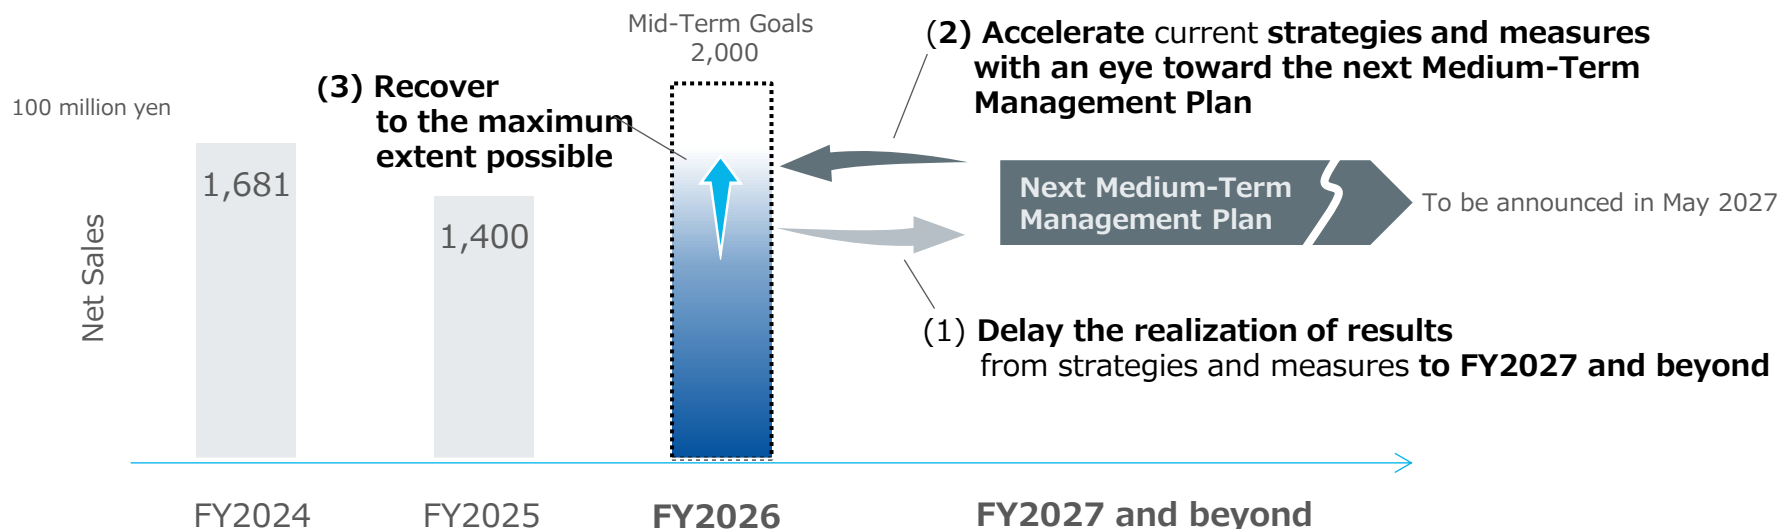 Mid-Term Goals
2,000
(2) Accelerate current strategies and measures
with an eye toward the next Medium-Term
Management Plan
(3) Recover
to the maximum
extent possible
100 million yen
1,681
1,400
Net Sales
Next Medium-Term
Management Plan
To be announced in May 2027
(1) Delay the realization of results
from strategies and measures to FY2027 and beyond
FY2024
FY2025
FY2026
FY2027 and beyond